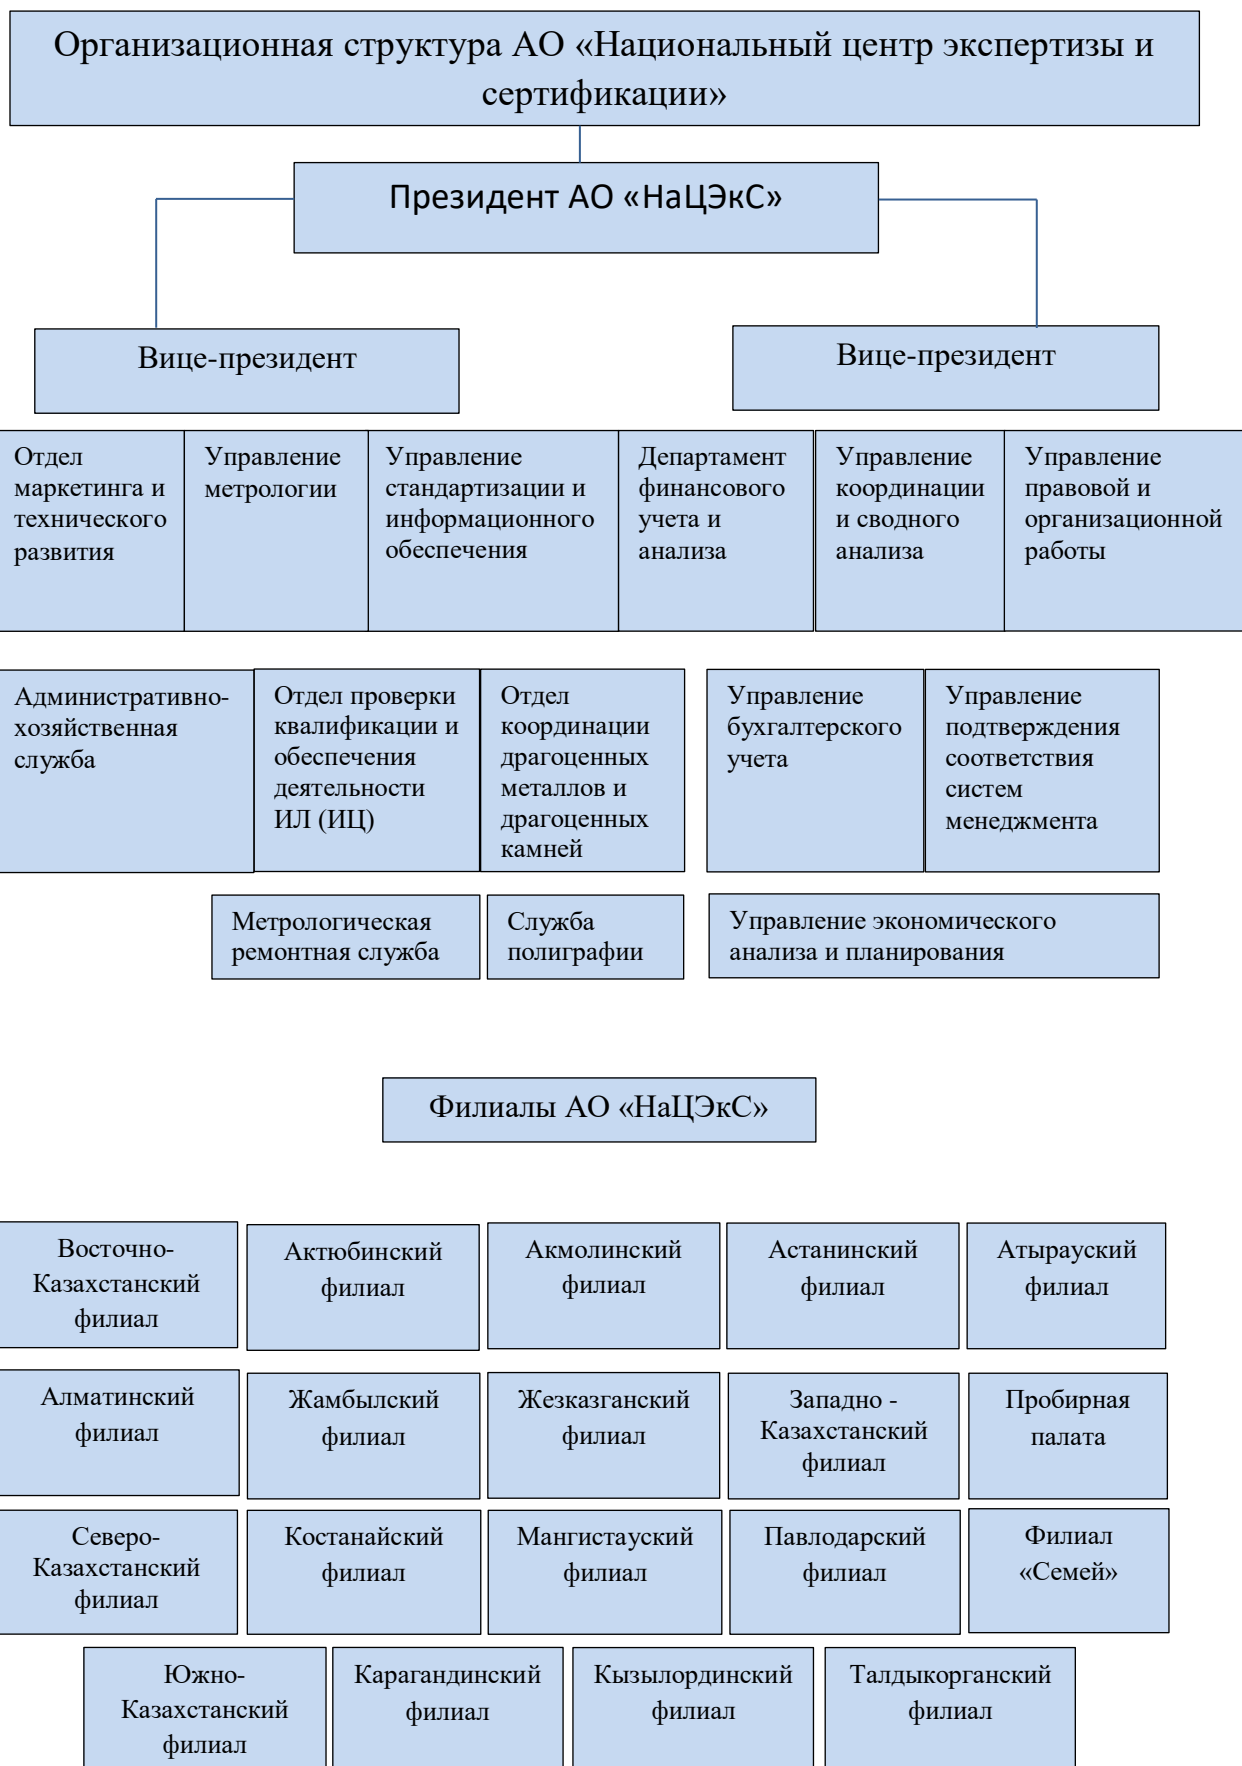 Организационная структура АО «Национальный центр экспертизы и
сертификации»
Президент АО «НаЦЭкС»
Вице-президент
Вице-президент
Отдел
маркетинга и
технического
развития
Управление
метрологии
Управление
стандартизации и
информационного
обеспечения
Департамент
финансового
учета и
анализа
Управление
координации
и сводного
анализа
Управление
правовой и
организационной
работы
Административно-
хозяйственная
служба
Отдел проверки
квалификации и
обеспечения
деятельности
ИЛ (ИЦ)
Отдел
координации
драгоценных
металлов и
драгоценных
камней
Управление
бухгалтерского
учета
Управление
подтверждения
соответствия
систем
менеджмента
Метрологическая
ремонтная служба
Служба
полиграфии
Управление экономического
анализа и планирования
Филиалы АО «НаЦЭкС»
Восточно-
Казахстанский
филиал
Актюбинский
филиал
Акмолинский
филиал
Астанинский
филиал
Атырауский
филиал
Алматинский
филиал
Жамбылский
филиал
Жезказганский
филиал
Западно -
Казахстанский
филиал
Пробирная
палата
Северо-
Казахстанский
филиал
Костанайский
филиал
Мангистауский
филиал
Павлодарский
филиал
Филиал
«Семей»
Южно-
Казахстанский
филиал
Карагандинский
филиал
Кызылординский
филиал
Талдыкорганский
филиал